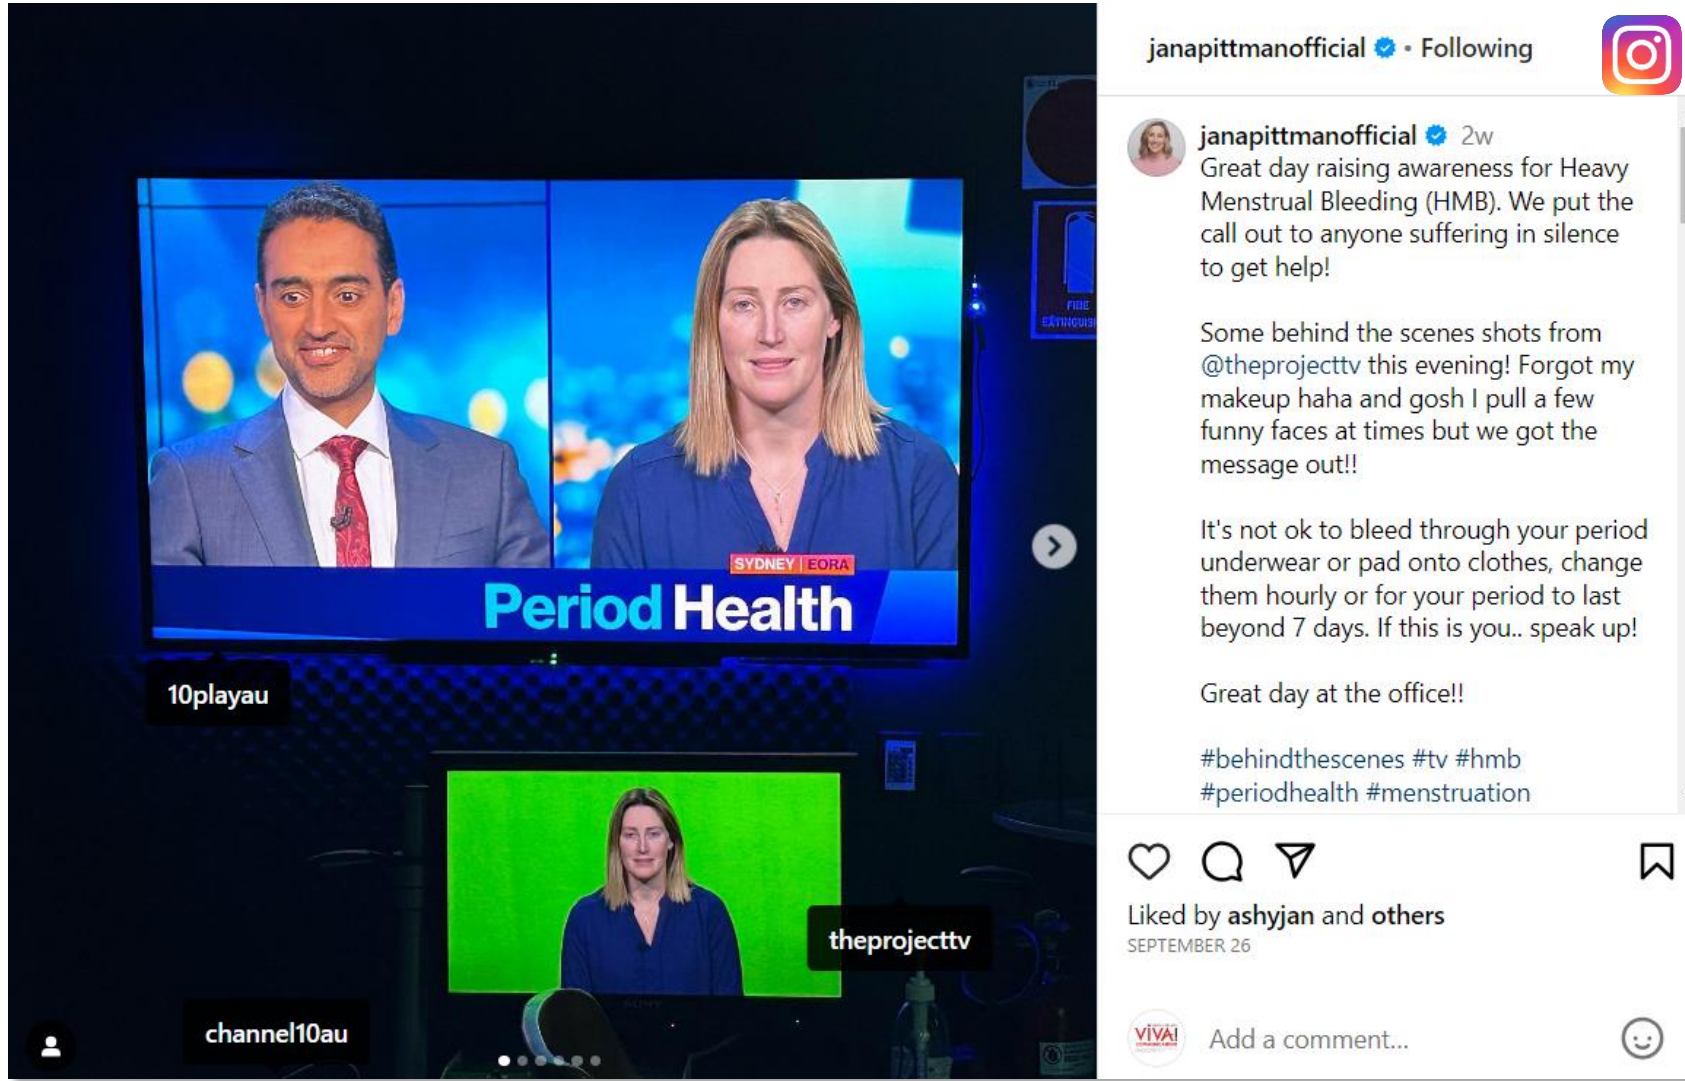 janapittmanofficial • Following
janapittmanofficial 2w
Great day raising awareness for Heavy
Menstrual Bleeding (HMB). We put the
call out to anyone suffering in silence
to get help!
Some behind the scenes shots from
@theprojecttv this evening! Forgot my
makeup haha and gosh I pull a few
funny faces at times but we got the
message out!!
It's not ok to bleed through your period
underwear or pad onto clothes, change
them hourly or for your period to last
beyond 7 days. If this is you.. speak up!
Great day at the office!!
#behindthescenes #tv #hmb
#periodhealth #menstruation
Liked by ashyjan and others
SEPTEMBER 26
VIVA!
Add a comment...
FIRE
SYDNEY | EORA
Period Health
10playau
theprojecttv
SONY
channel10au